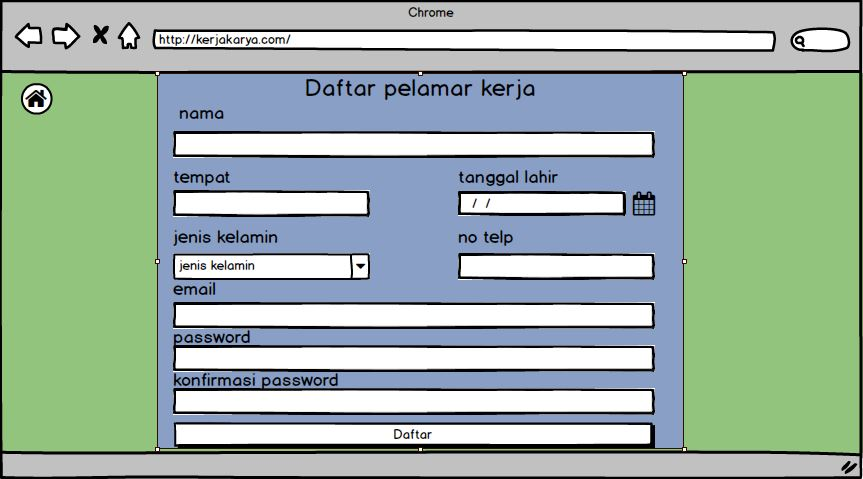 Chrome
http://kerjakarya.com/
Daftar pelamar kerja
nama
tempat
tanggal lahir
/ /
jenis kelamin
no telp
jenis kelamin
email
password
konfirmasi password
Daftar